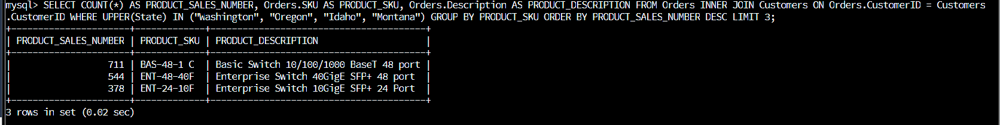 mysql> SELECT COUNT(*) AS PRODUCT_SALES_NUMBER, Orders.SKU AS PRODUCT_SKU, Orders.Description AS PRODUCT_DESCRIPTION FROM Orders INNER JOIN Customers ON Orders.CustomerID = Customers
.CustomerID WHERE UPPER(State) IN ("Washington", "Oregon", "Idaho", "Montana") GROUP BY PRODUCT_SKU ORDER BY PRODUCT_SALES_NUMBER DESC LIMIT 3;
+----------------------+-------------+----------------------------------------+
| PRODUCT_SALES_NUMBER | PRODUCT_SKU | PRODUCT_DESCRIPTION                    |
+----------------------+-------------+----------------------------------------+
|                  711 | BAS-48-1 C  | Basic Switch 10/100/1000 BaseT 48 port |
|                  544 | ENT-48-40F  | Enterprise Switch 40GigE SFP+ 48 port  |
|                  378 | ENT-24-10F  | Enterprise Switch 10GigE SFP+ 24 Port  |
+----------------------+-------------+----------------------------------------+
3 rows in set (0.02 sec)